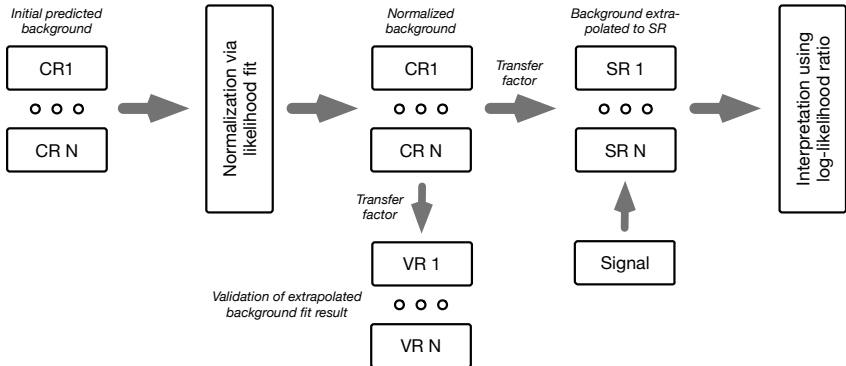 Initial predicted
background
CR1
CR N
Normalization via
likelihood fit
Normalized
background
CR1
CR N
Transfer
factor
Background extra-
polated to SR
SR 1
SR N
Interpretation using
log-likelihood ratio
Transfer
factor
VR 1
VR N
Validation of extrapolated
background fit result
Signal